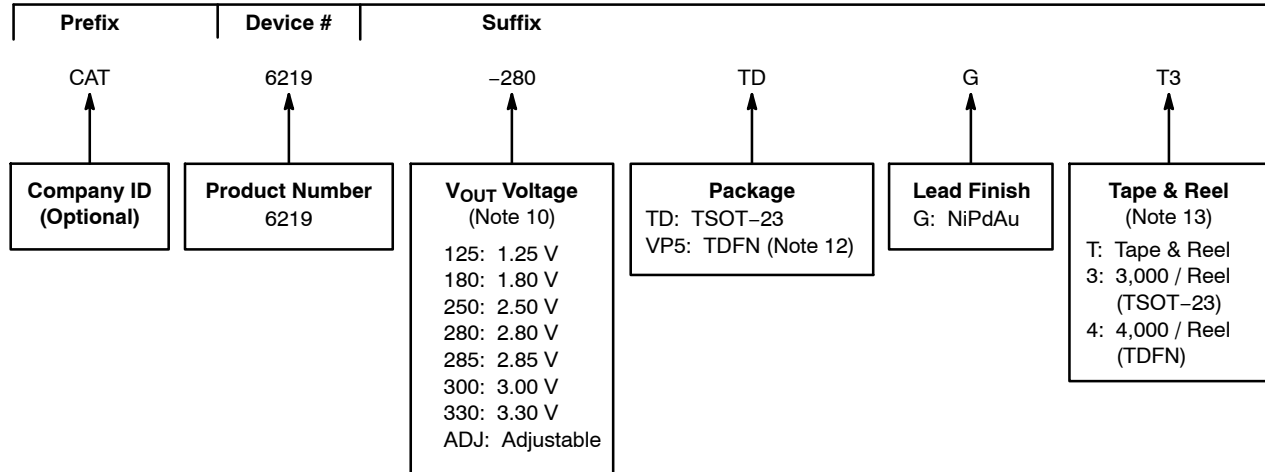 Prefix Device # Suffix
CAT 6219 −280 TD G T3
Company ID
(Optional)
Product Number
6219
VOUT Voltage
(Note 10)
125: 1.25 V
180: 1.80 V
250: 2.50 V
280: 2.80 V
285: 2.85 V
300: 3.00 V
330: 3.30 V
ADJ: Adjustable
Package
TD: TSOT−23
VP5: TDFN (Note 12)
Lead Finish
G: NiPdAu
Tape & Reel
(Note 13)
T: Tape & Reel
3: 3,000 / Reel
(TSOT−23)
4: 4,000 / Reel
(TDFN)